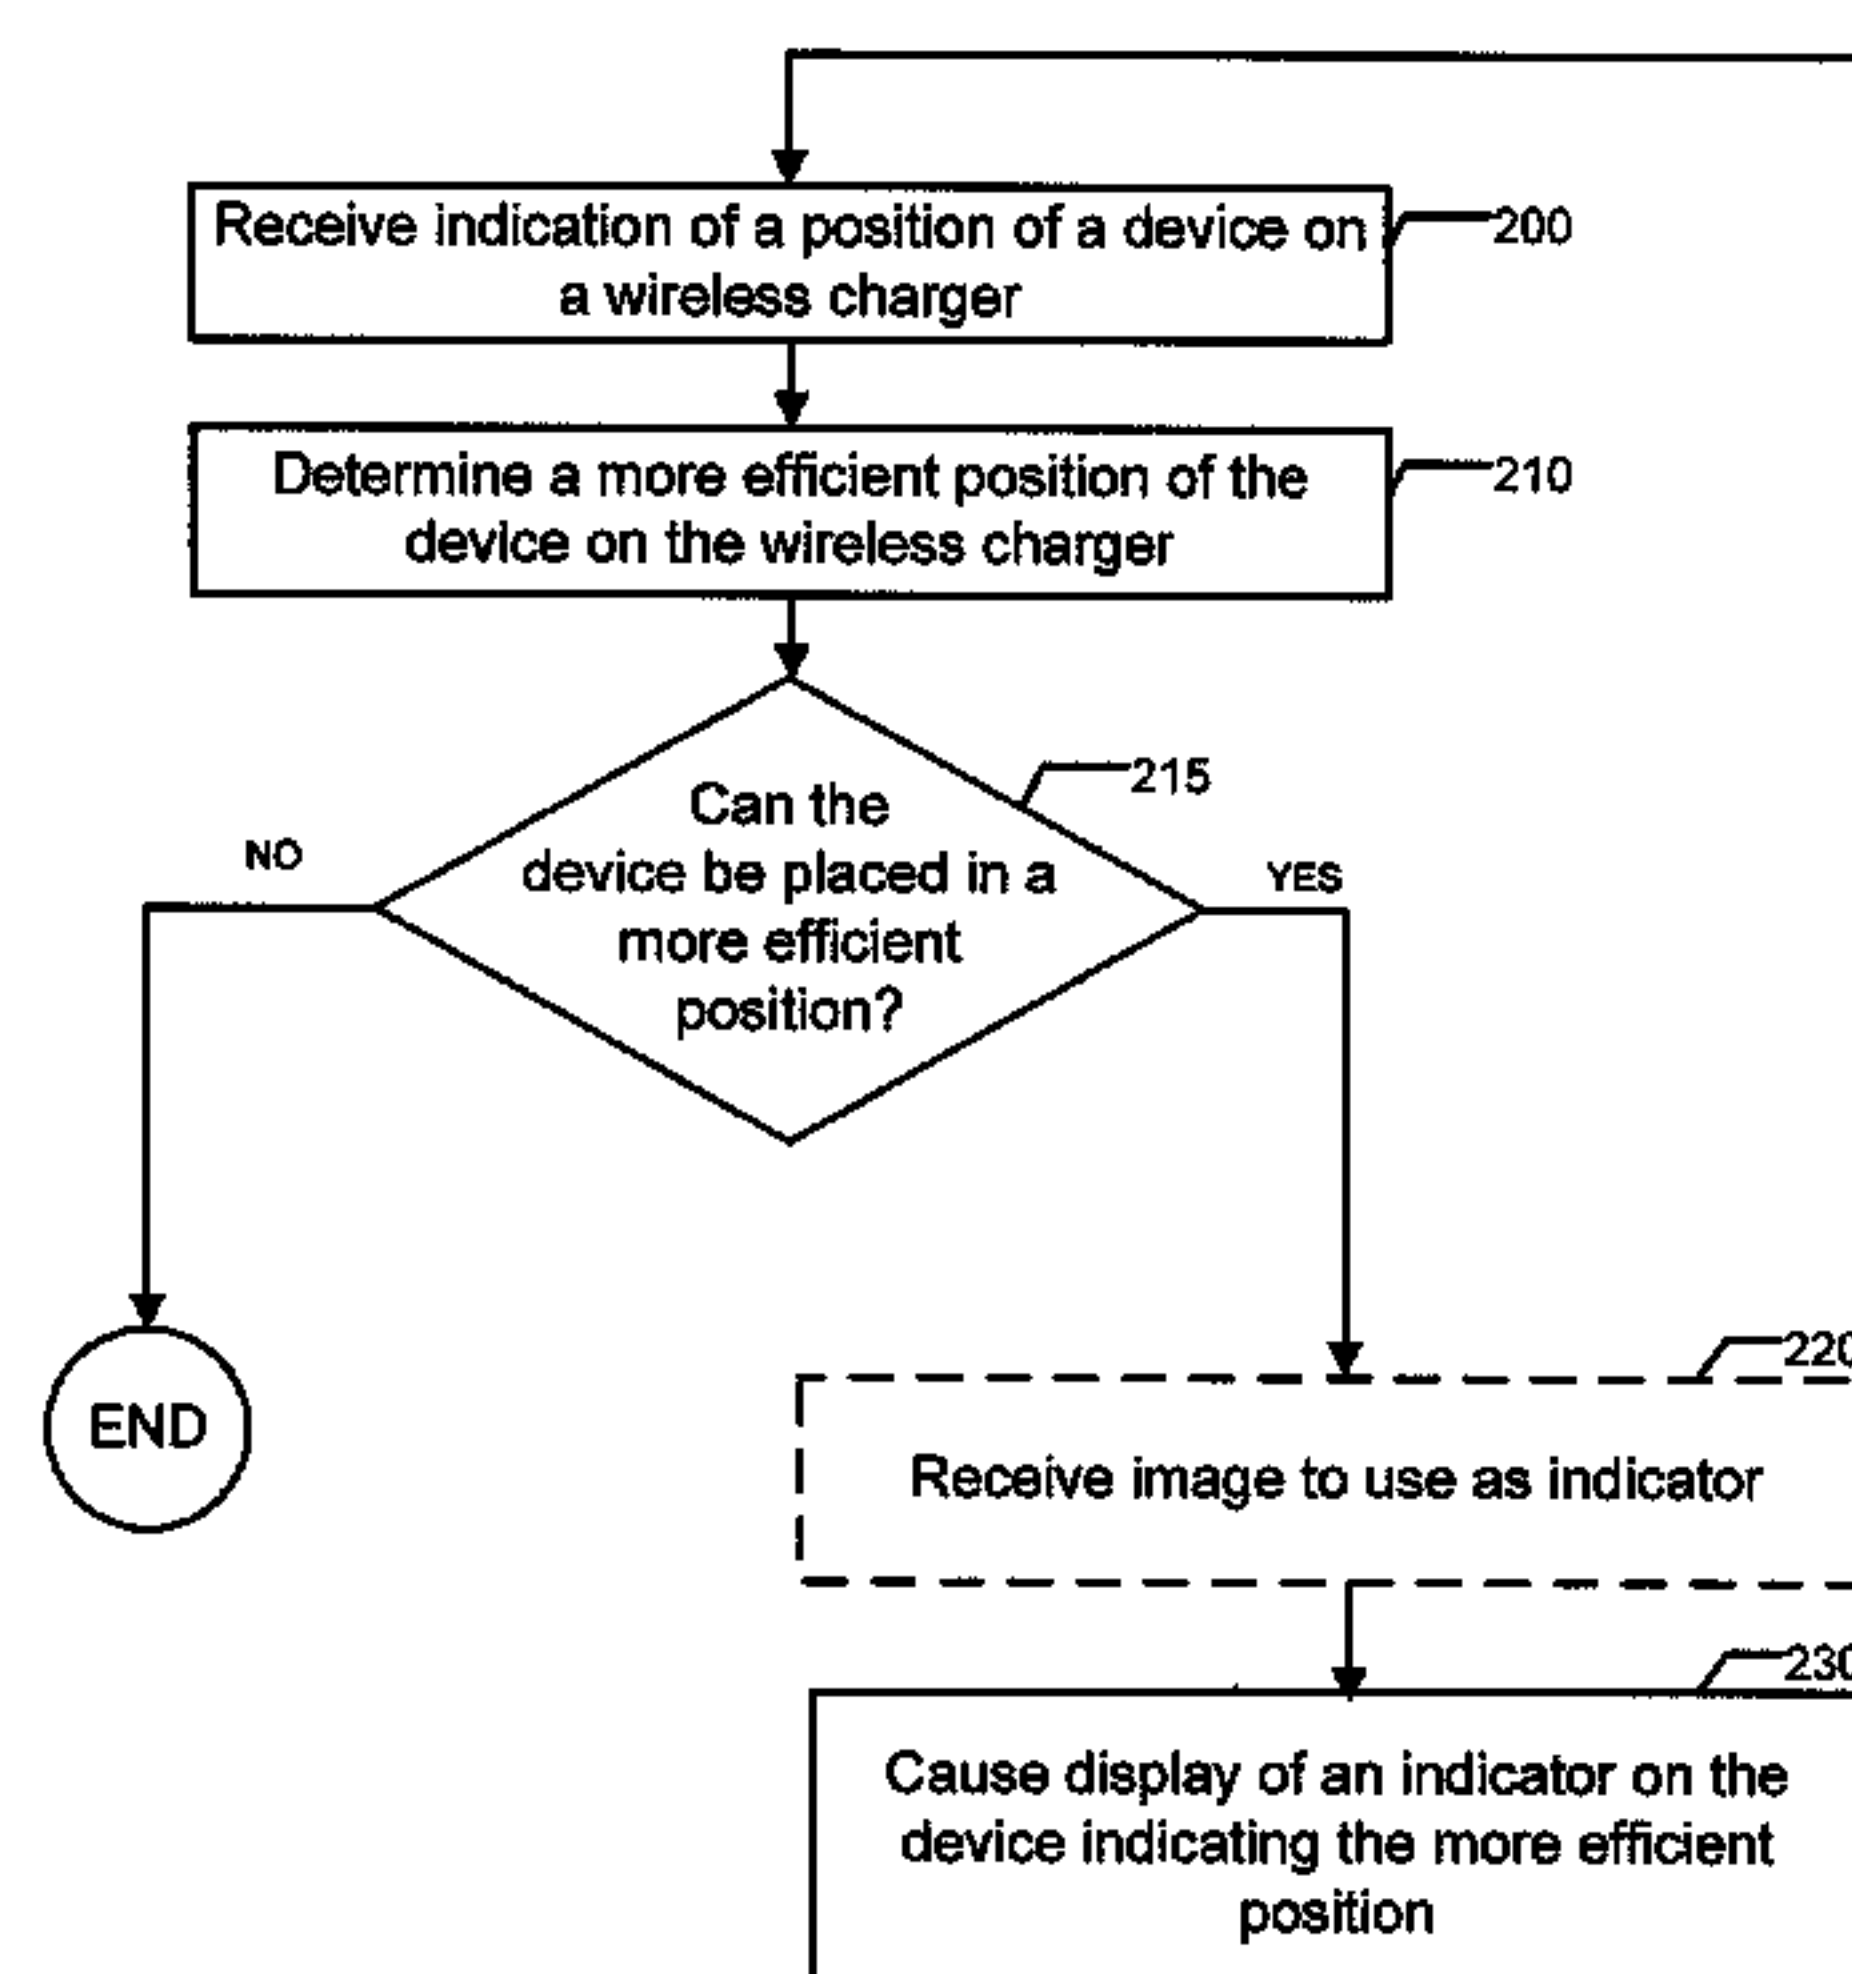 Receive indication of a position of a device on
a wireless charger
200
Determine a more efficient position of the
device on the wireless charger
210
215
Can the
device be placed in a
more efficient
position?
NO
YES
END
220
Receive image to use as indicator
230
Cause display of an indicator on the
device indicating the more efficient
position